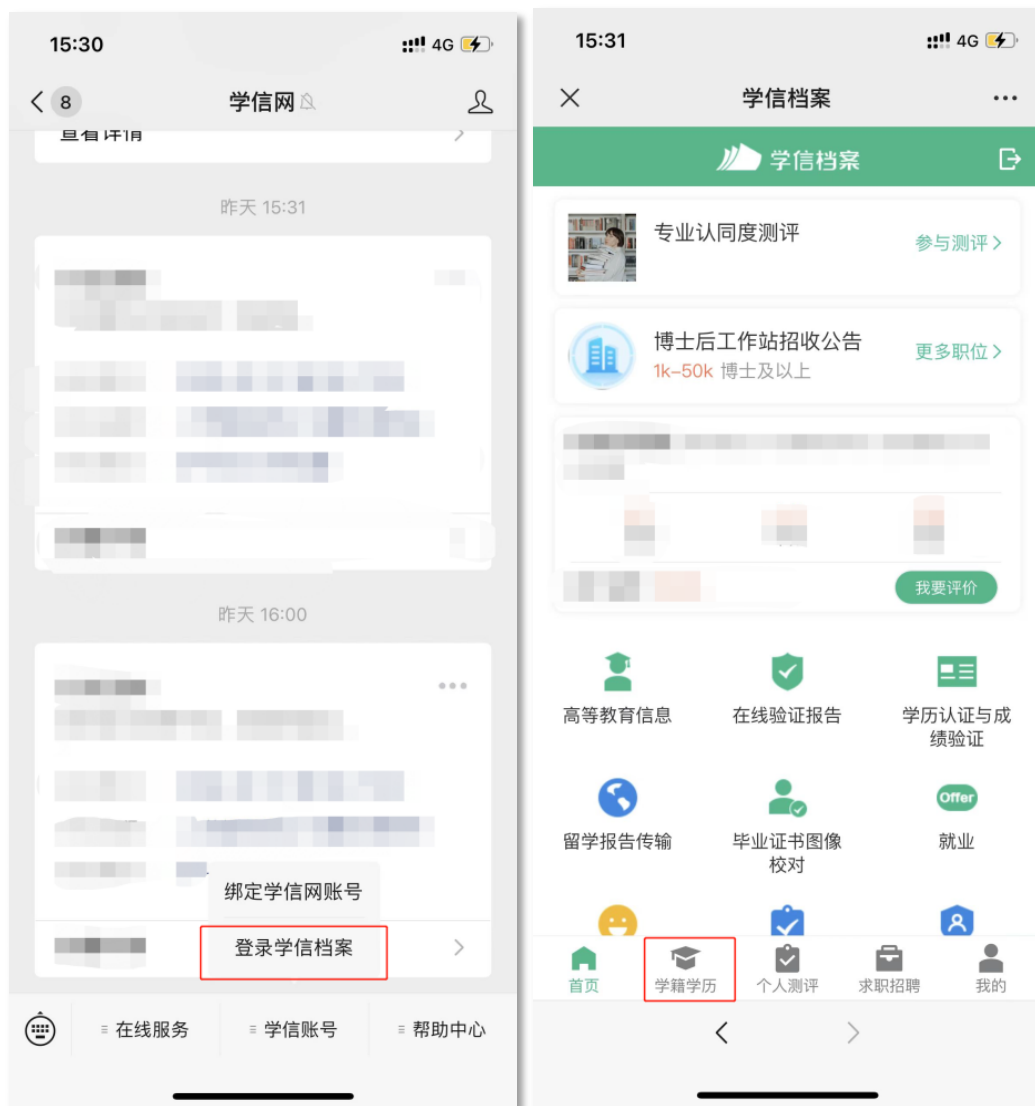 15:30
4G
8
学信网
查看详情
昨天 15:31
昨天 16:00
绑定学信网账号
登录学信档案
在线服务
学信账号
帮助中心
15:31
4G
学信档案
学信档案
专业认同度测评
参与测评
博士后工作站招收公告
更多职位
1k-50k 博士及以上
我要评价
高等教育信息
在线验证报告
学历认证与成
绩验证
Offer
留学报告传输
毕业证书图像
校对
就业
首页
学籍学历
个人测评
求职招聘
我的